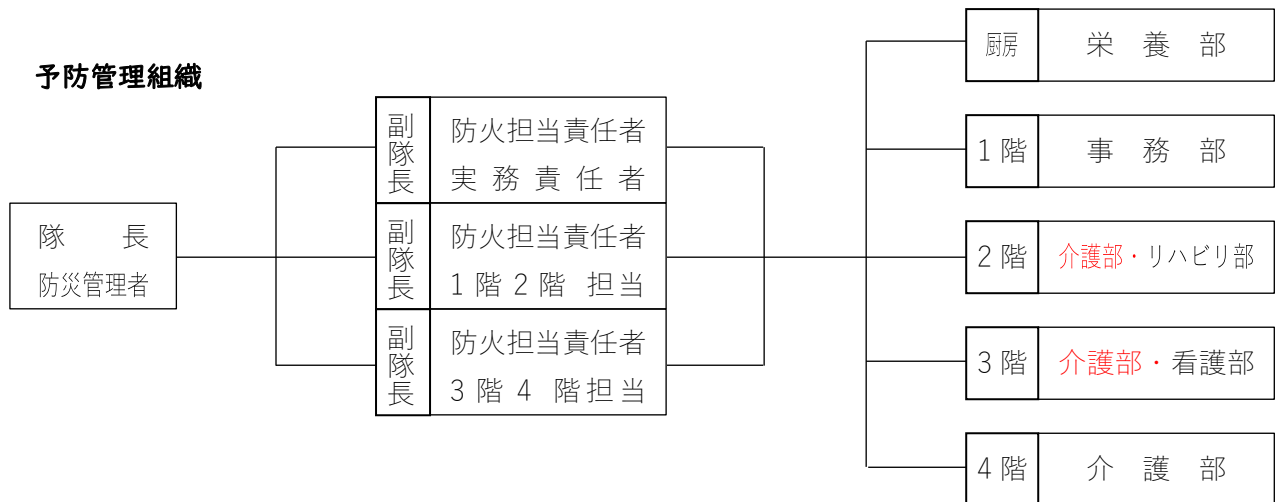 予防管理組織
隊長
防災管理者
副隊長
防火担当責任者
実務責任者
副隊長
防火担当責任者
1階2階 担当
副隊長
防火担当責任者
3階4 階担当
厨房
栄養部
1階
事務部
2階
介護部・リハビリ部
3階
介護部・看護部
4階
介護部